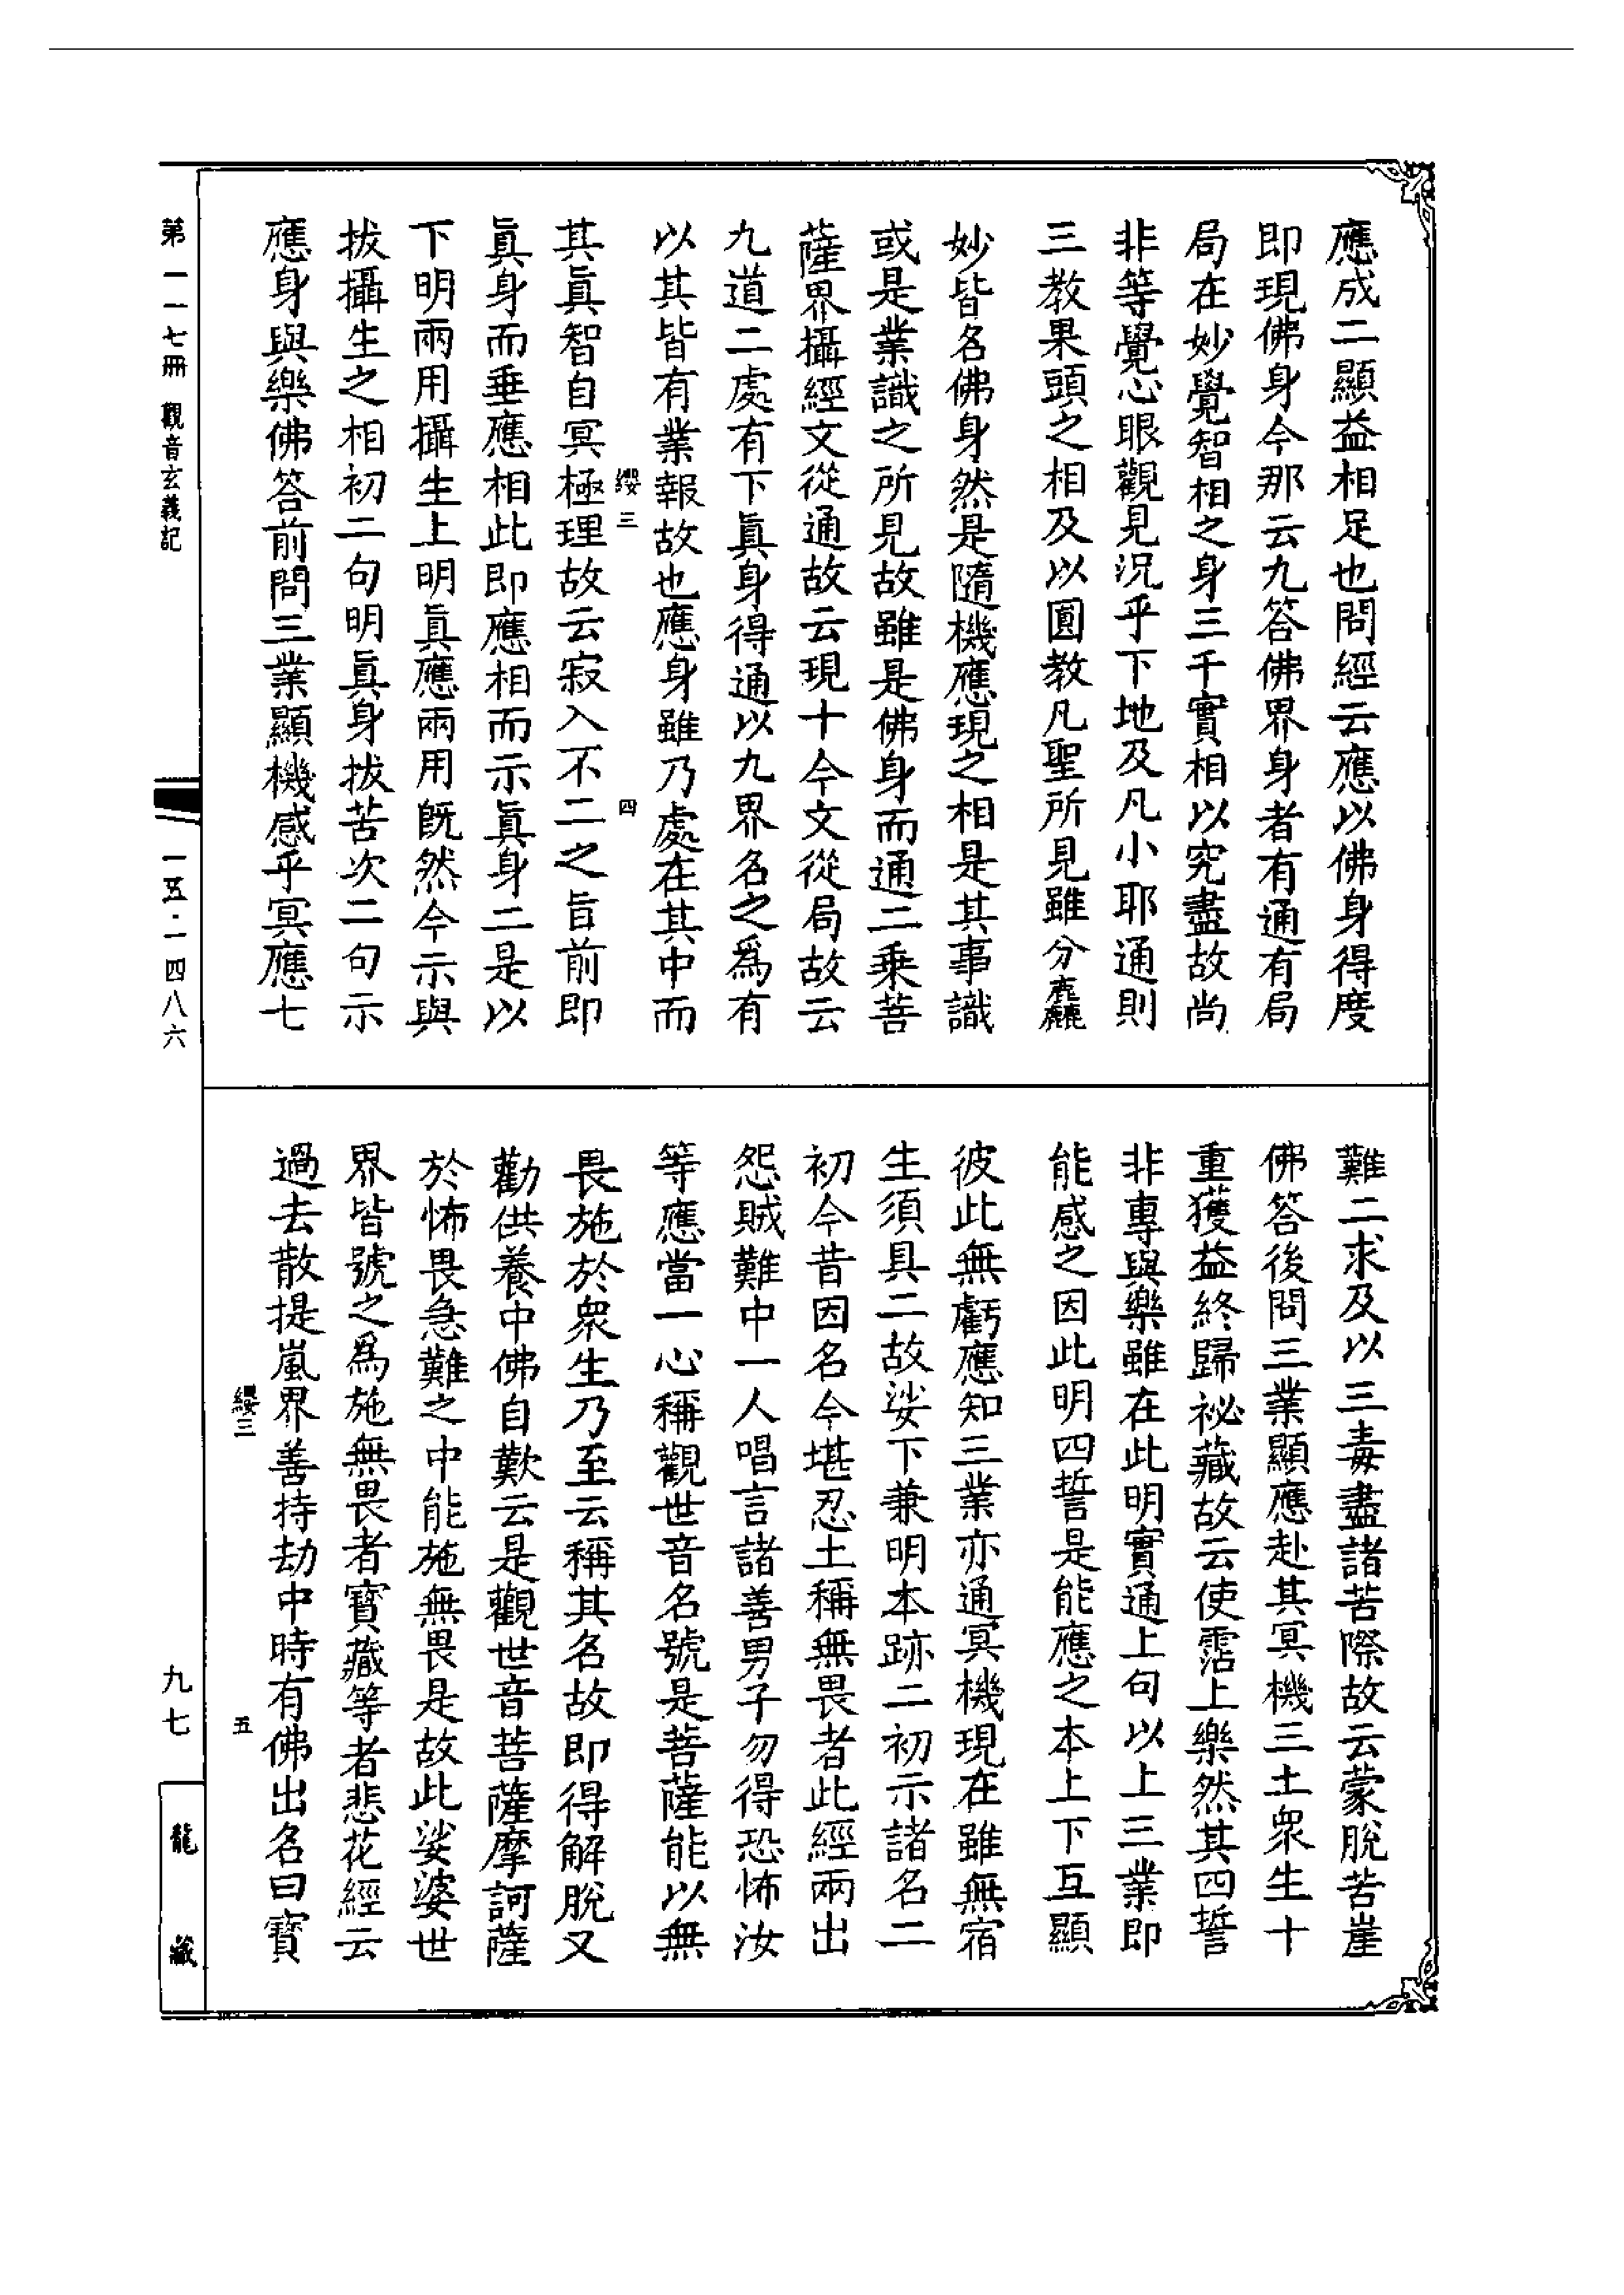 應成二顯益相足也問經云應以佛身得度
即現佛身今那云九答佛界身者有通有局
局在妙覺智相之身三千實相以究盡故尚
非等覺心眼觀見況乎下地及凡小耶通則
三教果頭之相及以圓教凡聖所見雖分麤
妙皆名佛身然是隨機應現之相是其事識
或是業識之所見故雖是佛身而通二乘菩
薩界攝經文從通故云現十今文從局故云
九道二處有下眞身得通以九界名之爲有
以其皆有業報故也應身雖乃處在其中而
纓三 四
其眞智自冥極理故云寂入不二之旨前即
眞身而垂應相此即應相而示眞身二是以
下明兩用攝生上明眞應兩用旣然今示與
拔攝生之相初二句明眞身拔苦次二句示
應身與樂佛答前問三業顯機感乎冥應七
難二求及以三毒盡諸苦際故云蒙脫苦崖
佛答後問三業顯應赴其冥機三土衆生十
重獲益終歸祕藏故云使霑上樂然其四誓
非專與樂雖在此明實通上句以上三業即
能感之因此明四誓是能應之本上下互顯
彼此無虧應知三業亦通冥機現在雖無宿
生須具二故娑下兼明本跡二初示諸名二
初今昔因名今堪忍土稱無畏者此經兩出
怨賊難中一人唱言諸善男子勿得恐怖汝
等應當一心稱觀世音名號是菩薩能以無
畏施於衆生乃至云稱其名故即得解脫又
勸供養中佛自歎云是觀世音菩薩摩訶薩
於怖畏急難之中能施無畏是故此娑婆世
界皆號之爲施無畏者寶藏等者悲花經云
過去散提嵐界善持劫中時有佛出名曰寶
纓三 五
第一一七冊 觀音玄義記
一五·一四八六
九七
龍藏